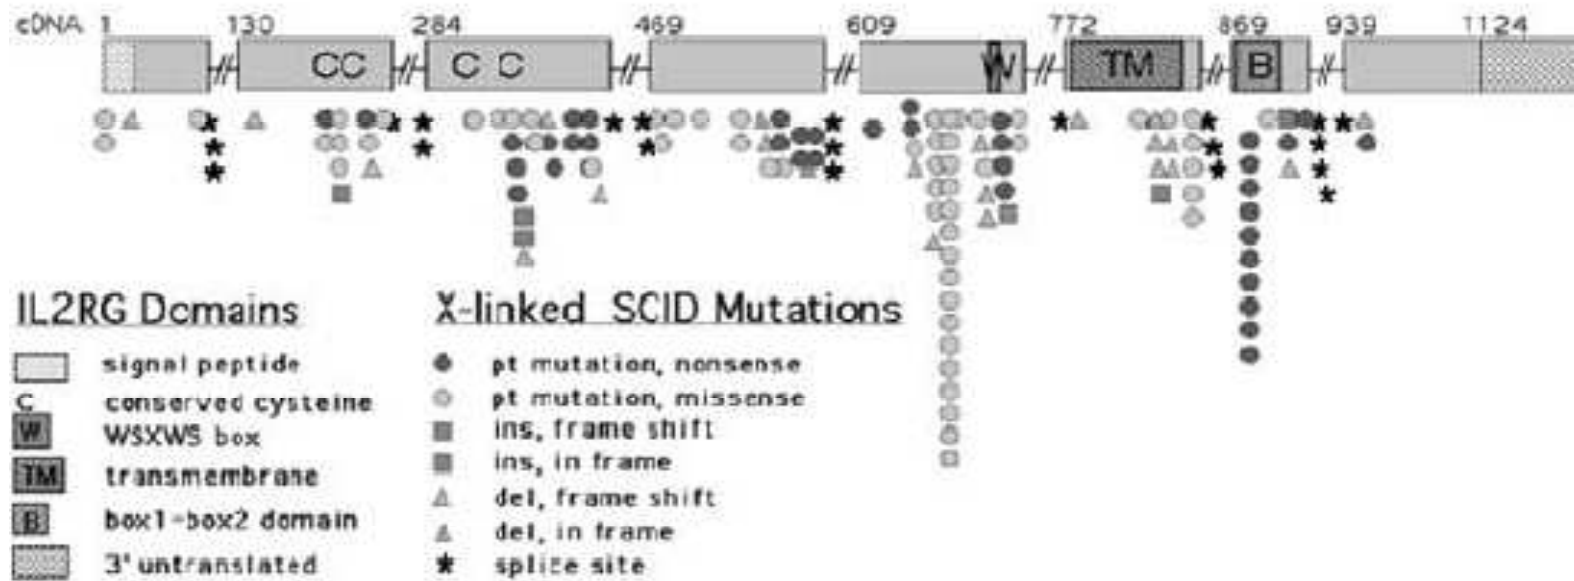 cDNA 1 130 284 469 609 772 869 939 1124
CC C C W TM B
IL2RG Domains
signal peptide
C conserved cysteine
W WSXWS box
TM transmembrane
B box1-box2 domain
3' untranslated
X-linked SCID Mutations
pt mutation, nonsense
pt mutation, missense
ins, frame shift
ins, in frame
del, frame shift
del, in frame
splice site